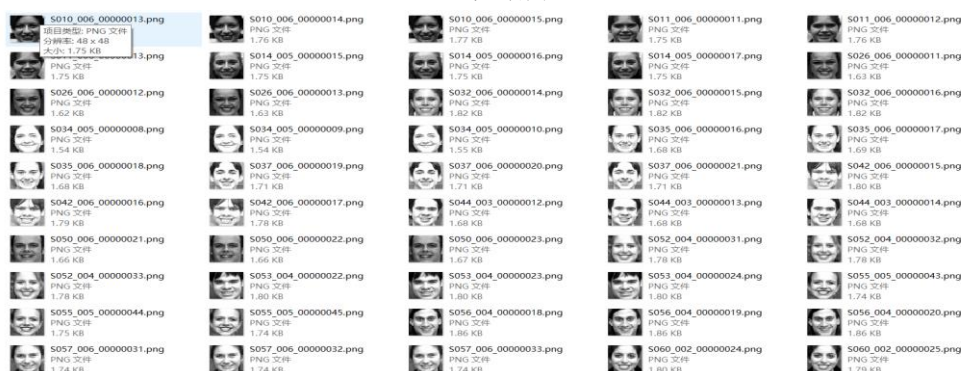 S010_006_00000013.png
项目类型: PNG 文件
分辨率: 48 x 48
大小: 1.75 KB
S010_006_00000014.png
PNG 文件
1.76 KB
S010_006_00000015.png
PNG 文件
1.77 KB
S011_006_00000011.png
PNG 文件
1.75 KB
S011_006_00000012.png
PNG 文件
1.76 KB
13.png
PNG 文件
1.75 KB
S014_005_00000015.png
PNG 文件
1.75 KB
S014_005_00000016.png
PNG 文件
1.75 KB
S014_005_00000017.png
PNG 文件
1.75 KB
S026_006_00000011.png
PNG 文件
1.63 KB
S026_006_00000012.png
PNG 文件
1.62 KB
S026_006_00000013.png
PNG 文件
1.63 KB
S032_006_00000014.png
PNG 文件
1.82 KB
S032_006_00000015.png
PNG 文件
1.82 KB
S032_006_00000016.png
PNG 文件
1.82 KB
S034_005_00000008.png
PNG 文件
1.54 KB
S034_005_00000009.png
PNG 文件
1.54 KB
S034_005_00000010.png
PNG 文件
1.55 KB
S035_006_00000016.png
PNG 文件
1.68 KB
S035_006_00000017.png
PNG 文件
1.69 KB
S035_006_00000018.png
PNG 文件
1.68 KB
S037_006_00000019.png
PNG 文件
1.71 KB
S037_006_00000020.png
PNG 文件
1.71 KB
S037_006_00000021.png
PNG 文件
1.71 KB
S042_006_00000015.png
PNG 文件
1.80 KB
S042_006_00000016.png
PNG 文件
1.79 KB
S042_006_00000017.png
PNG 文件
1.78 KB
S044_003_00000012.png
PNG 文件
1.68 KB
S044_003_00000013.png
PNG 文件
1.68 KB
S044_003_00000014.png
PNG 文件
1.68 KB
S050_006_00000021.png
PNG 文件
1.66 KB
S050_006_00000022.png
PNG 文件
1.66 KB
S050_006_00000023.png
PNG 文件
1.67 KB
S052_004_00000031.png
PNG 文件
1.78 KB
S052_004_00000032.png
PNG 文件
1.78 KB
S052_004_00000033.png
PNG 文件
1.78 KB
S053_004_00000022.png
PNG 文件
1.80 KB
S053_004_00000023.png
PNG 文件
1.80 KB
S053_004_00000024.png
PNG 文件
1.80 KB
S055_005_00000043.png
PNG 文件
1.74 KB
S055_005_00000044.png
PNG 文件
1.75 KB
S055_005_00000045.png
PNG 文件
1.74 KB
S056_004_00000018.png
PNG 文件
1.86 KB
S056_004_00000019.png
PNG 文件
1.86 KB
S056_004_00000020.png
PNG 文件
1.86 KB
S057_006_00000031.png
PNG 文件
1.74 KB
S057_006_00000032.png
PNG 文件
1.74 KB
S057_006_00000033.png
PNG 文件
1.74 KB
S060_002_00000024.png
PNG 文件
1.80 KB
S060_002_00000025.png
PNG 文件
1.79 KB